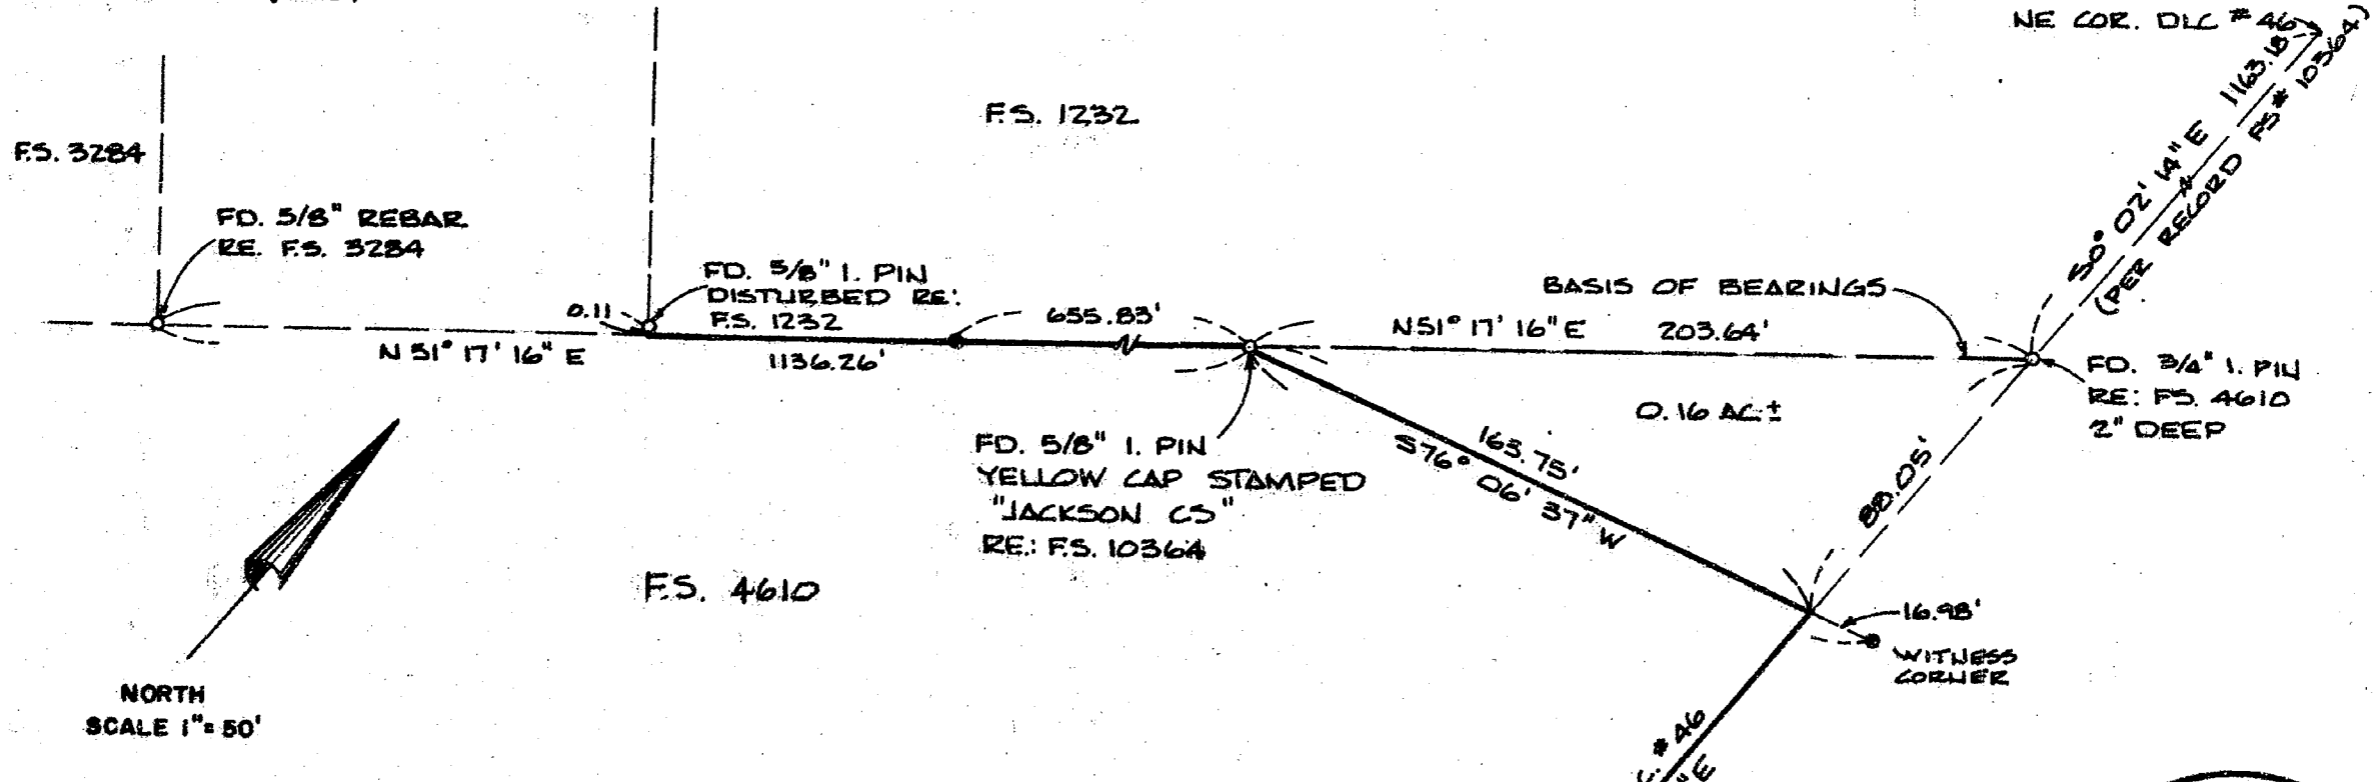 NE COR. DLC # 46
1163.18'
S0° 02' 14" E
(PER RECORD FS# 10364)
F.S. 1232
F.S. 3284
FD. 5/8" REBAR
RE. F.S. 3284
FD. 5/8" I. PIN
DISTURBED RE:
F.S. 1232
0.11
N 51° 17' 16" E
1136.26'
655.83'
BASIS OF BEARINGS
N51° 17' 16" E 203.64'
FD. 3/4" I. PIN
RE: F.S. 4610
2" DEEP
0.16 AC.±
163.75'
S76° 06' 37" W
88.05'
FD. 5/8" I. PIN
YELLOW CAP STAMPED
"JACKSON CS"
RE.: F.S. 10364
F.S. 4610
16.98'
WITNESS
CORNER
NORTH
SCALE 1"= 50'
C. # 46
E